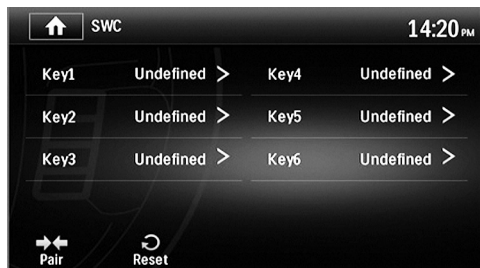 SWC 14:20 PM
Key1 Undefined > Key4 Undefined >
Key2 Undefined > Key5 Undefined >
Key3 Undefined > Key6 Undefined >
Pair Reset